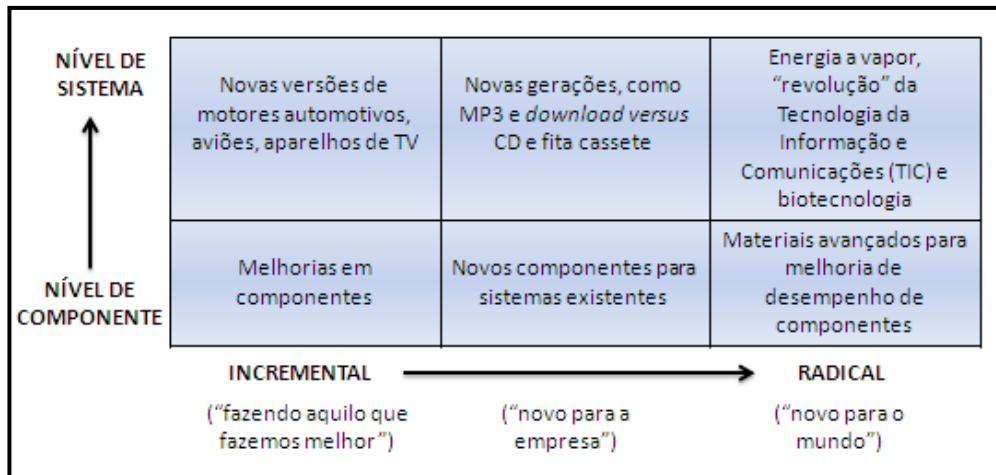 NÍVEL DE
SISTEMA
Novas versões de
motores automotivos,
aviões, aparelhos de TV
Novas gerações, como
MP3 e download versus
CD e fita cassete
Energia a vapor,
“revolução” da
Tecnologia da
Informação e
Comunicações (TIC) e
biotecnologia
NÍVEL DE
COMPONENTE
Melhorias em
componentes
Novos componentes para
sistemas existentes
Materiais avançados para
melhoria de
desempenho de
componentes
INCREMENTAL
RADICAL
(“fazendo aquilo que
fazemos melhor”)
(“novo para a
empresa”)
(“novo para o
mundo”)